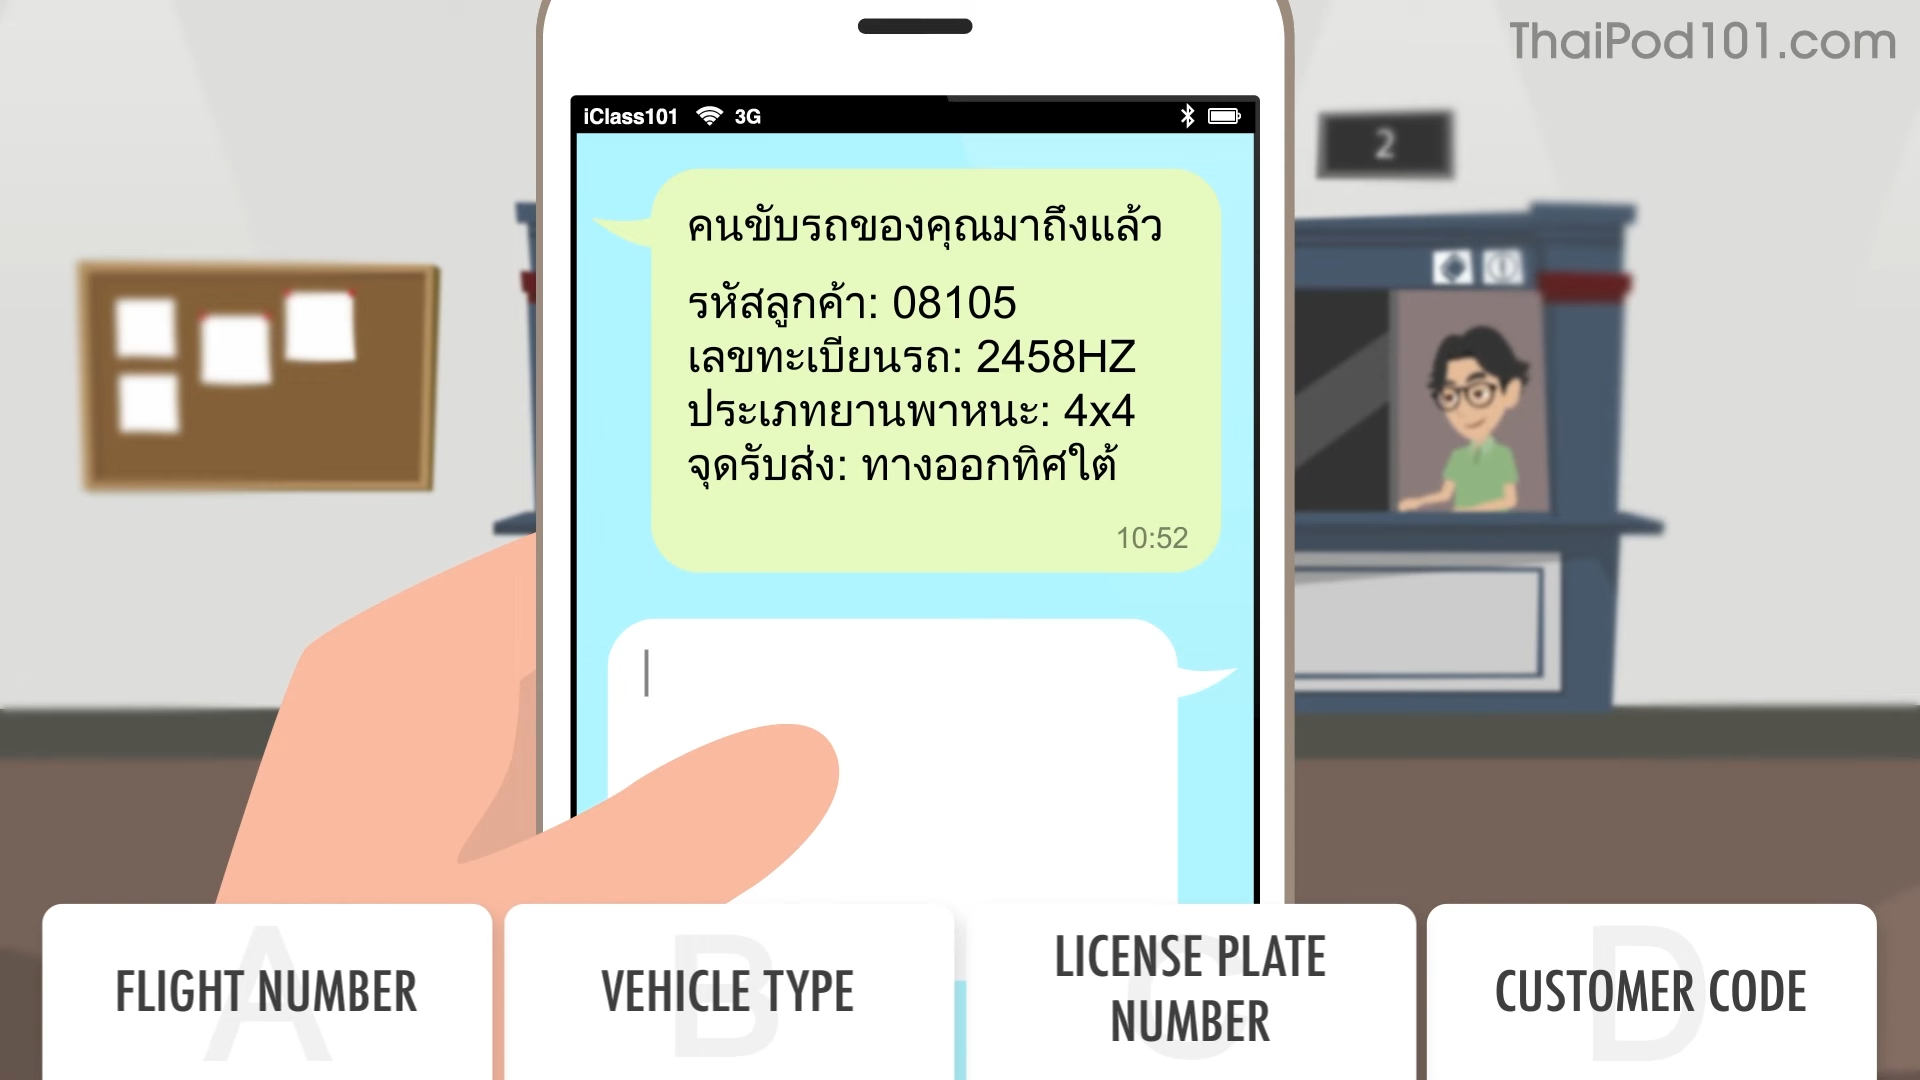 ThaiPod101.com
iClass101 3G
2
คนขับรถของคุณมาถึงแล้ว
รหัสลูกค้า: 08105
เลขทะเบียนรถ: 2458HZ
ประเภทยานพาหนะ: 4x4
จุดรับส่ง: ทางออกทิศใต้
10:52
A
FLIGHT NUMBER
B
VEHICLE TYPE
C
LICENSE PLATE
NUMBER
D
CUSTOMER CODE